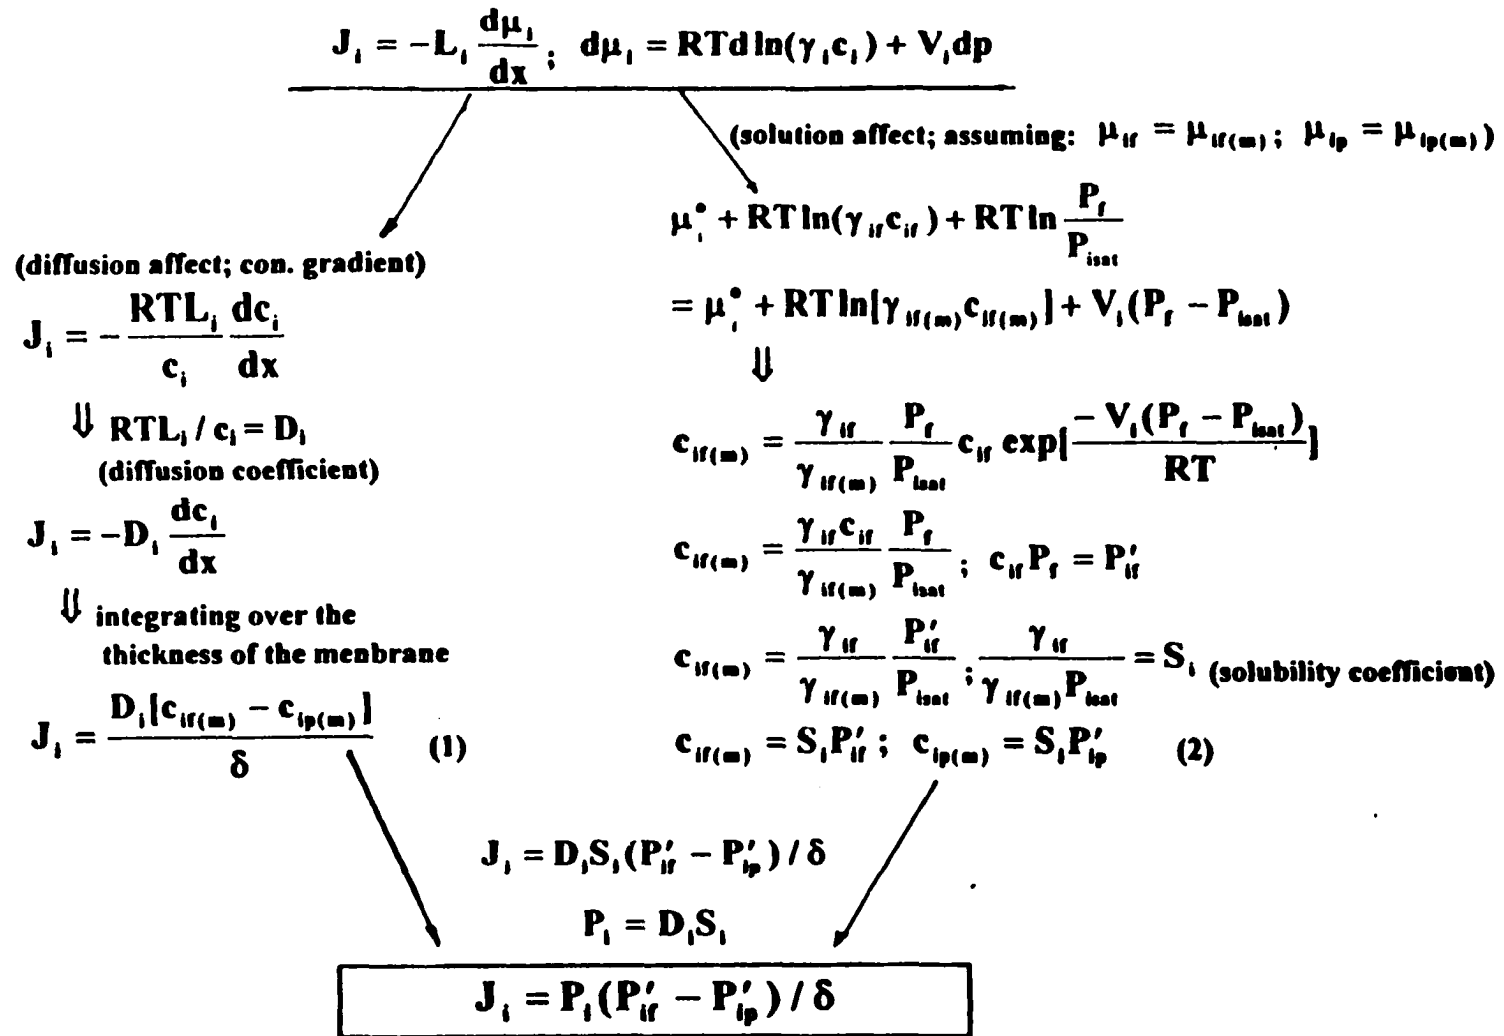 J_i = -L_i dμ_i/dx ; dμ_i = RTd ln(γ_i c_i) + V_i dp
(solution affect; assuming: μ_if = μ_if(m) ; μ_ip = μ_ip(m))
μ_i° + RT ln(γ_if c_if) + RT ln P_f/P_isat
= μ_i° + RT ln[γ_if(m) c_if(m)] + V_i(P_f - P_isat)
⇓
c_if(m) = γ_if/γ_if(m) P_f/P_isat c_if exp[-V_i(P_f - P_isat)/RT]
c_if(m) = γ_if c_if/γ_if(m) P_f/P_isat ; c_if P_f = P′_if
c_if(m) = γ_if/γ_if(m) P′_if/P_isat ; γ_if/γ_if(m)P_isat = S_i (solubility coefficient)
c_if(m) = S_i P′_if ; c_ip(m) = S_i P′_ip (2)
(diffusion affect; con. gradient)
J_i = - RTL_i/c_i dc_i/dx
⇓ RTL_i / c_i = D_i
(diffusion coefficient)
J_i = -D_i dc_i/dx
⇓ integrating over the
thickness of the menbrane
J_i = D_i[c_if(m) - c_ip(m)]/δ (1)
J_i = D_i S_i (P′_if - P′_ip) / δ
P_i = D_i S_i
J_i = P_i (P′_if - P′_ip) / δ